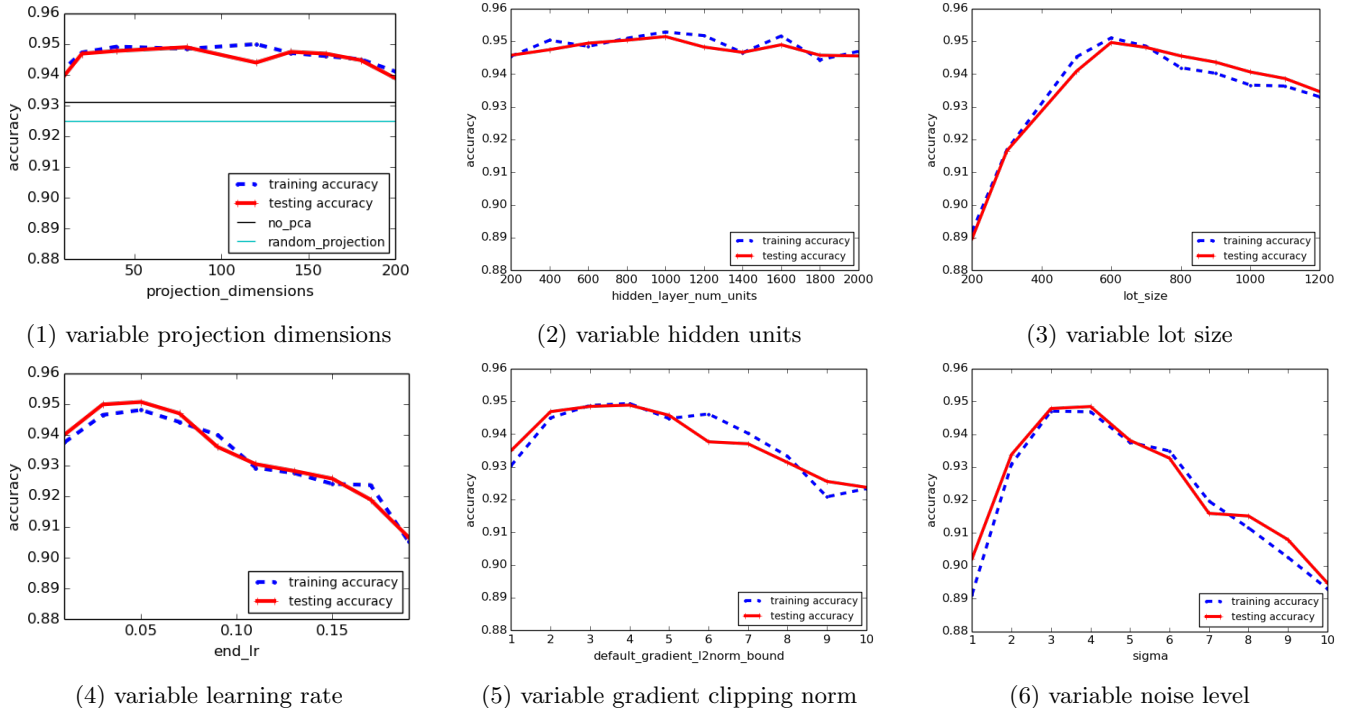 0.96
0.95
0.94
0.93
0.92
0.91
0.90
0.89
0.88
accuracy
training accuracy
testing accuracy
no_pca
random_projection
50 100 150 200
projection_dimensions
(1) variable projection dimensions
0.96
0.95
0.94
0.93
0.92
0.91
0.90
0.89
0.88
accuracy
training accuracy
testing accuracy
200 400 600 800 1000 1200 1400 1600 1800 2000
hidden_layer_num_units
(2) variable hidden units
0.96
0.95
0.94
0.93
0.92
0.91
0.90
0.89
0.88
accuracy
training accuracy
testing accuracy
200 400 600 800 1000 1200
lot_size
(3) variable lot size
0.96
0.95
0.94
0.93
0.92
0.91
0.90
0.89
0.88
accuracy
training accuracy
testing accuracy
0.05 0.10 0.15
end_lr
(4) variable learning rate
0.96
0.95
0.94
0.93
0.92
0.91
0.90
0.89
0.88
accuracy
training accuracy
testing accuracy
1 2 3 4 5 6 7 8 9 10
default_gradient_l2norm_bound
(5) variable gradient clipping norm
0.96
0.95
0.94
0.93
0.92
0.91
0.90
0.89
0.88
accuracy
training accuracy
testing accuracy
1 2 3 4 5 6 7 8 9 10
sigma
(6) variable noise level